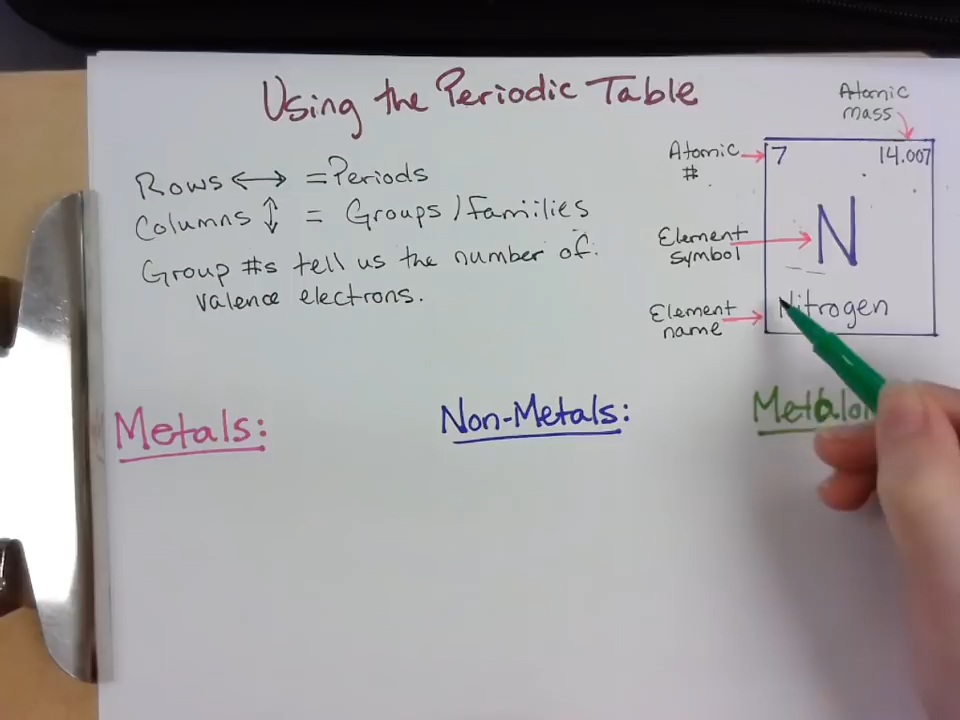 Using the Periodic Table
Rows ↔ = Periods
Columns ↕ = Groups / Families
Group #s tell us the number of:
valence electrons.
Atomic
mass
Atomic
#
7 14.007
Element
symbol
N
Element
name
Nitrogen
Metals:
Non-Metals: